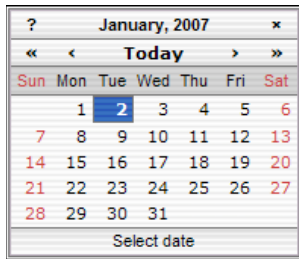 ? January, 2007 ×
« ‹ Today › »
Sun Mon Tue Wed Thu Fri Sat
1 2 3 4 5 6
7 8 9 10 11 12 13
14 15 16 17 18 19 20
21 22 23 24 25 26 27
28 29 30 31
Select date